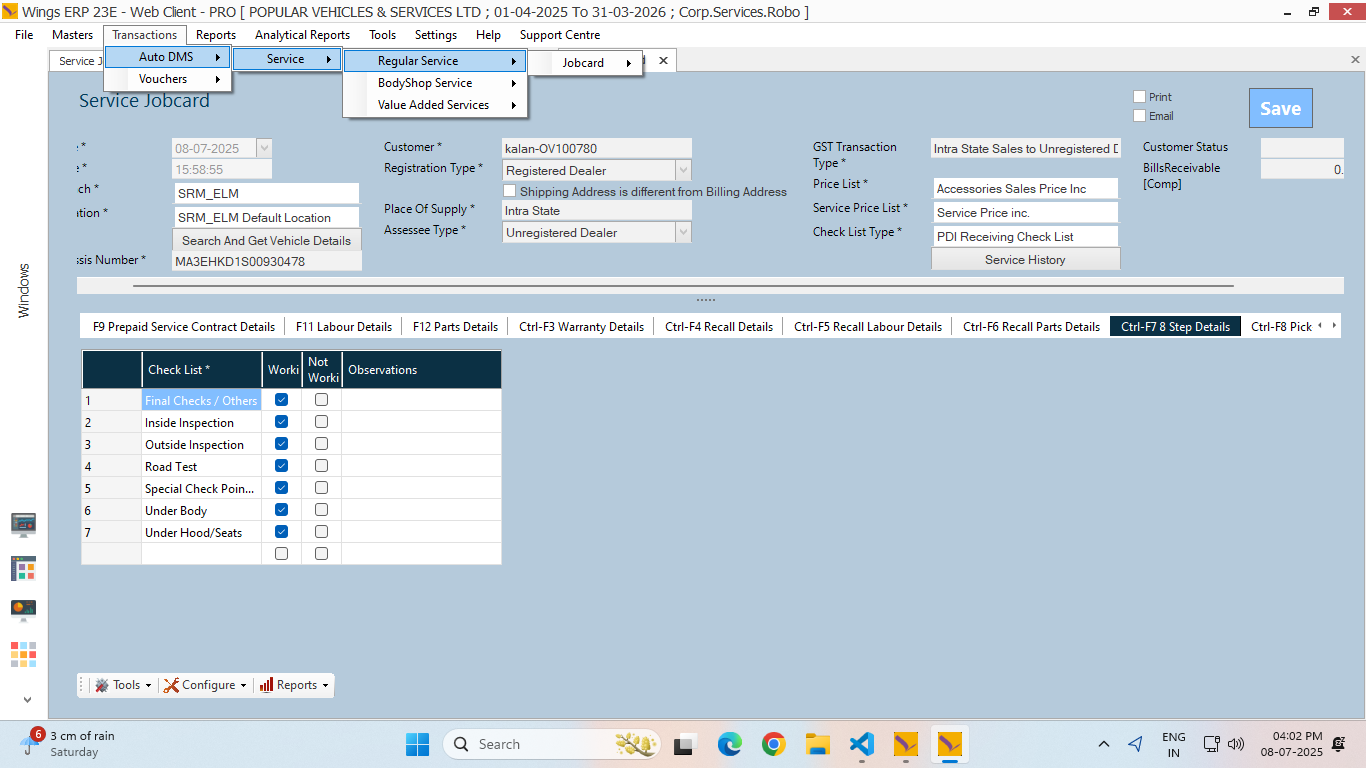 Wings ERP 23E - Web Client - PRO [ POPULAR VEHICLES & SERVICES LTD ; 01-04-2025 To 31-03-2026 ; Corp.Services.Robo ]
File Masters Transactions Reports Analytical Reports Tools Settings Help Support Centre
Service J
Auto DMS
Service
Regular Service
Jobcard
Vouchers
BodyShop Service
Value Added Services
Service Jobcard
Print
Email
Save
08-07-2025
15:58:55
SRM_ELM
SRM_ELM Default Location
Search And Get Vehicle Details
ssis Number * MA3EHKD1S00930478
Customer * kalan-OV100780
Registration Type * Registered Dealer
Shipping Address is different from Billing Address
Place Of Supply * Intra State
Assessee Type * Unregistered Dealer
GST Transaction Type * Intra State Sales to Unregistered D
Price List * Accessories Sales Price Inc
Service Price List * Service Price inc.
Check List Type * PDI Receiving Check List
Service History
Customer Status
BillsReceivable [Comp] 0.
Windows
F9 Prepaid Service Contract Details F11 Labour Details F12 Parts Details Ctrl-F3 Warranty Details Ctrl-F4 Recall Details Ctrl-F5 Recall Labour Details Ctrl-F6 Recall Parts Details Ctrl-F7 8 Step Details Ctrl-F8 Pick
Check List * Worki Not Worki Observations
1 Final Checks / Others
2 Inside Inspection
3 Outside Inspection
4 Road Test
5 Special Check Poin...
6 Under Body
7 Under Hood/Seats
Tools Configure Reports
6
3 cm of rain
Saturday
Search
ENG
IN
04:02 PM
08-07-2025